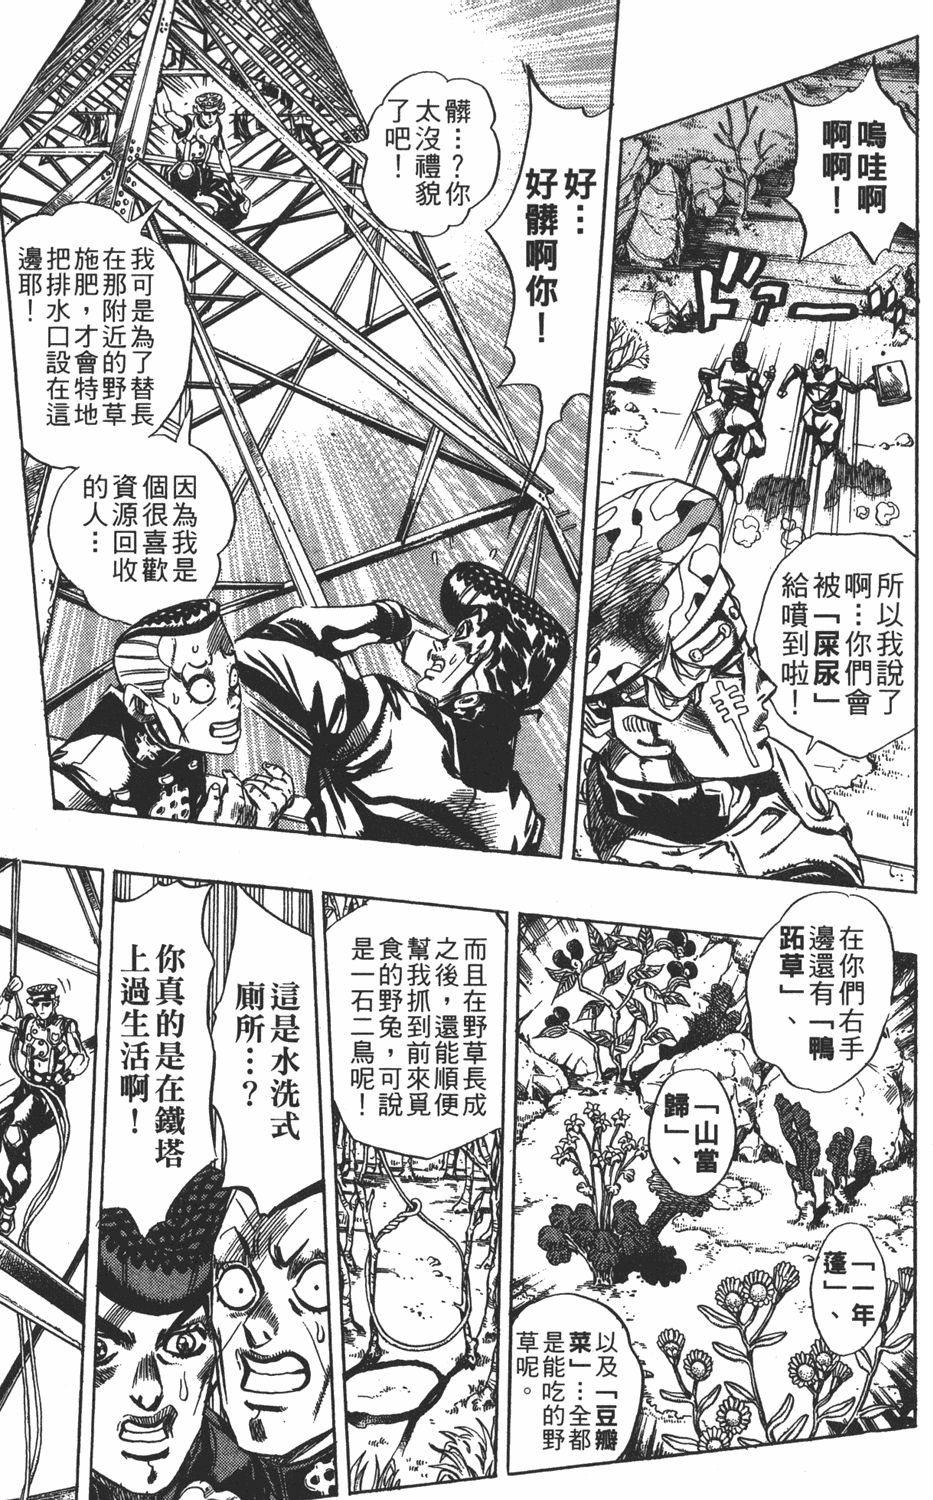 嗚哇啊
啊啊！
ドァーーッ
所以我說了
啊…你們會
被「屎尿」
給噴到啦！
好…
好髒啊你！
髒…？你
太沒禮貌
了吧！
我可是為了替長
在那附近的野草
施肥，才會特地
把排水口設在這
邊耶！
因為我是
個很喜歡
資源回收
的人…
在你們右手
邊還有「鴨
跖草」、
「山當
歸」、
「一年
蓬」、
以及「豆瓣
菜」…全都
是能吃的野
草呢。
而且在野草長成
之後，還能順便
幫我抓到前來覓
食的野兔，可說
是一石二鳥呢！
這是水洗式
廁所…？
你真的是在鐵塔
上過生活啊！